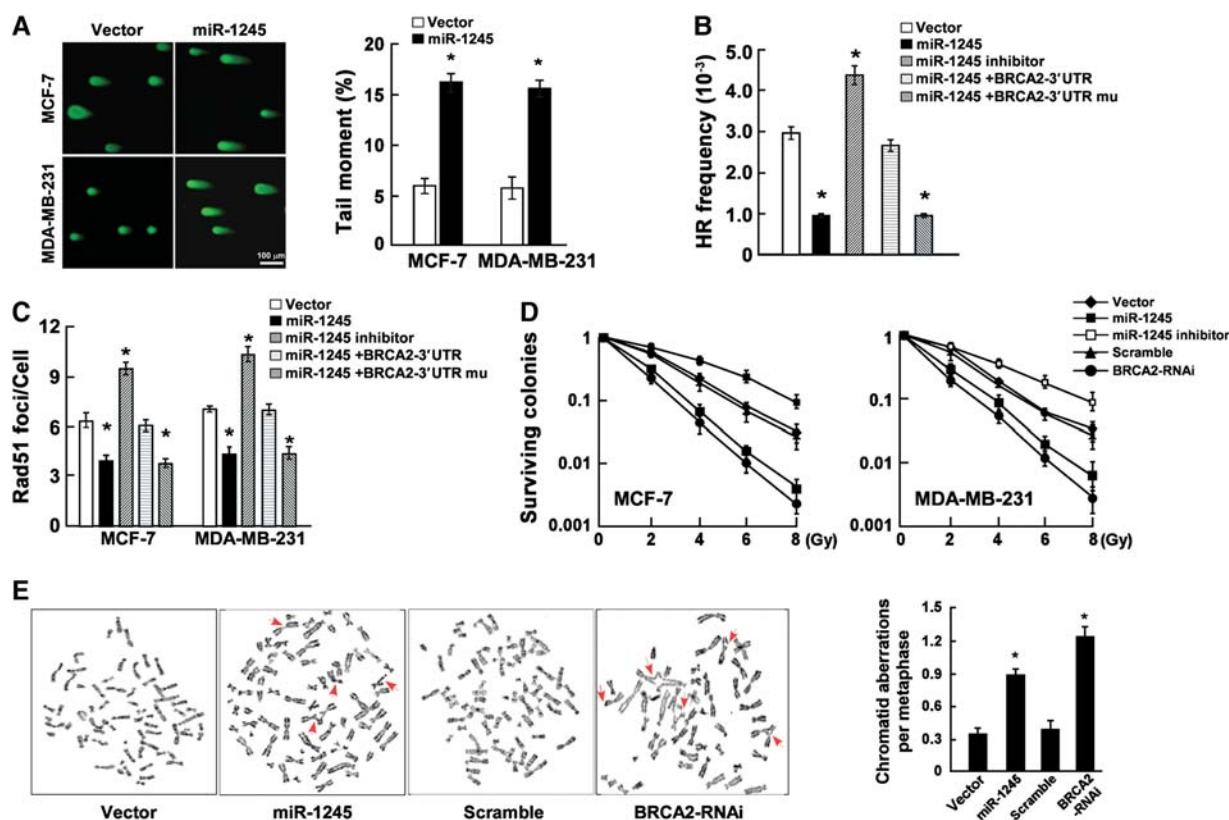 A
Vector
miR-1245
MCF-7
MDA-MB-231
100 μm
Vector
miR-1245
Tail moment (%)
20
15
10
5
0
*
*
MCF-7
MDA-MB-231
B
Vector
miR-1245
miR-1245 inhibitor
miR-1245 +BRCA2-3'UTR
miR-1245 +BRCA2-3'UTR mu
HR frequency (10⁻³)
5.0
4.0
3.0
2.0
1.0
0
*
*
*
C
Vector
miR-1245
miR-1245 inhibitor
miR-1245 +BRCA2-3'UTR
miR-1245 +BRCA2-3'UTR mu
Rad51 foci/Cell
12
9
6
3
0
*
*
*
*
*
*
MCF-7
MDA-MB-231
D
Surviving colonies
1
0.1
0.01
0.001
MCF-7
0
2
4
6
8
(Gy)
1
0.1
0.01
0.001
MDA-MB-231
0
2
4
6
8
(Gy)
Vector
miR-1245
miR-1245 inhibitor
Scramble
BRCA2-RNAi
E
Vector
miR-1245
Scramble
BRCA2-RNAi
Chromatid aberrations
per metaphase
1.5
1.2
0.9
0.6
0.3
0
*
*
Vector
miR-1245
Scramble
BRCA2
-RNAi